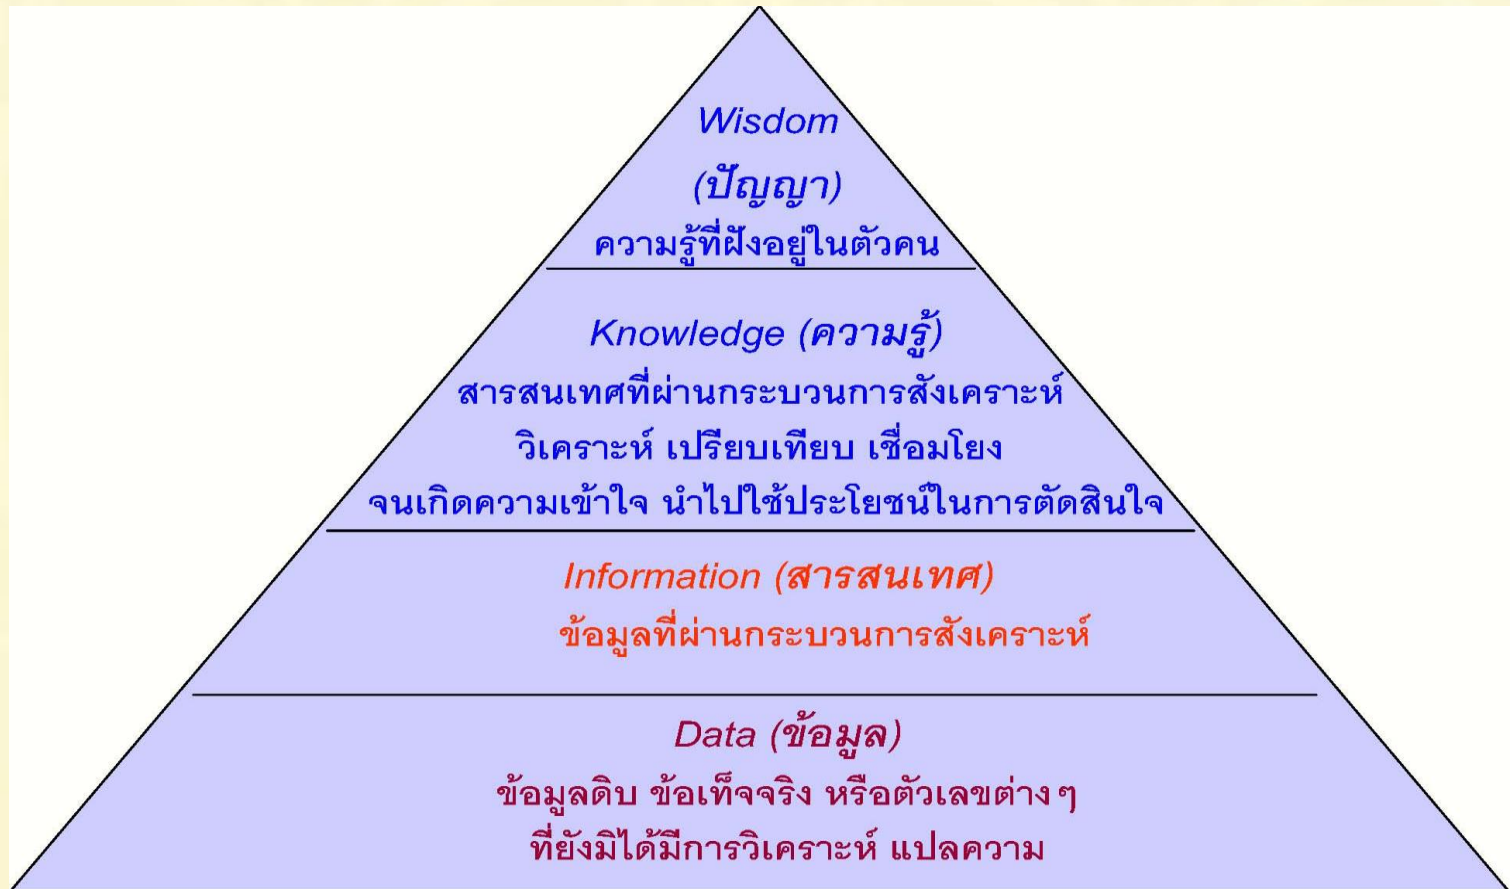 Wisdom
(ปัญญา)
ความรู้ที่ฝังอยู่ในตัวคน
Knowledge (ความรู้)
สารสนเทศที่ผ่านกระบวนการสังเคราะห์
วิเคราะห์ เปรียบเทียบ เชื่อมโยง
จนเกิดความเข้าใจ นำไปใช้ประโยชน์ในการตัดสินใจ
Information (สารสนเทศ)
ข้อมูลที่ผ่านกระบวนการสังเคราะห์
Data (ข้อมูล)
ข้อมูลดิบ ข้อเท็จจริง หรือตัวเลขต่าง ๆ
ที่ยังมิได้มีการวิเคราะห์ แปลความ